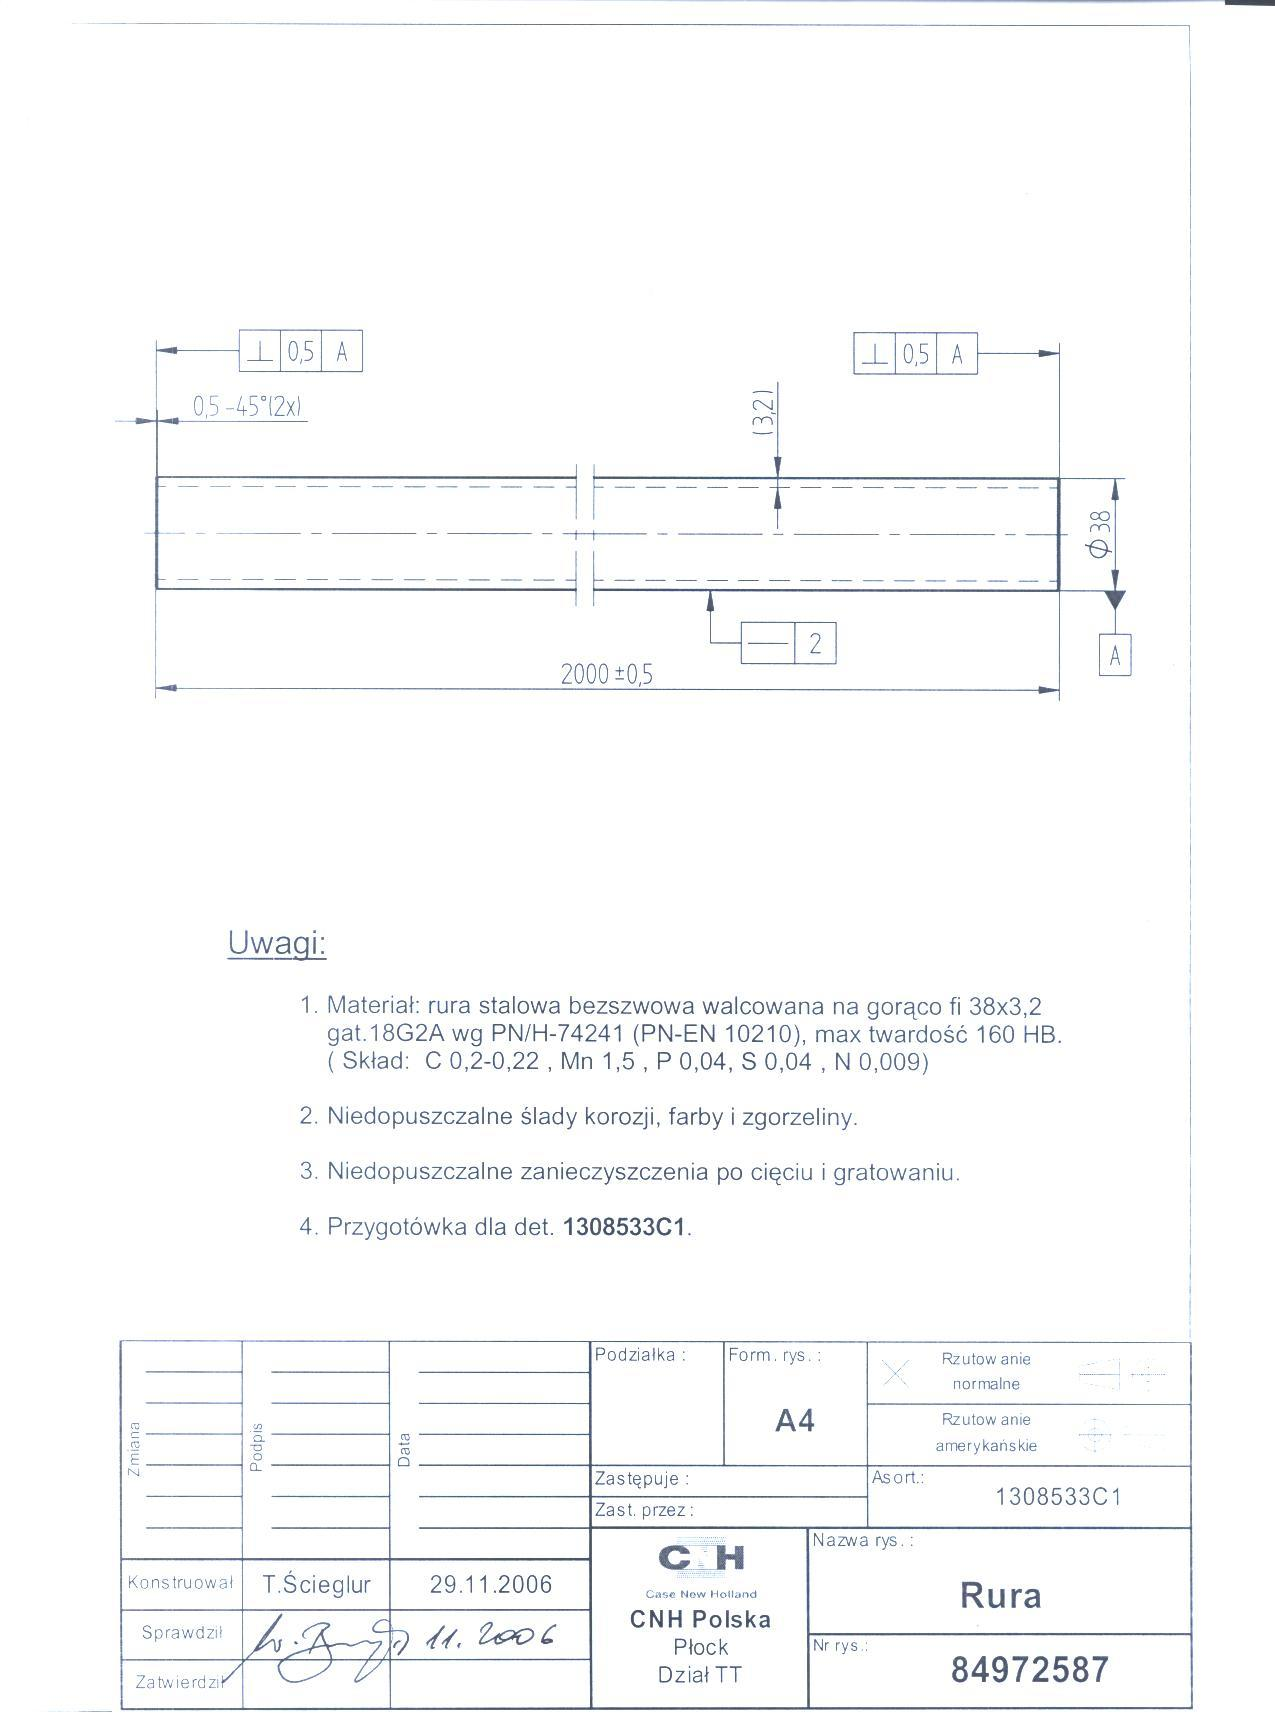 ⊥ 0,5 A
⊥ 0,5 A
0,5-45°(2x)
(3,2)
⌀38
2
A
2000±0,5
Uwagi:
1. Materiał: rura stalowa bezszwowa walcowana na gorąco fi 38x3,2
gat.18G2A wg PN/H-74241 (PN-EN 10210), max twardość 160 HB.
( Skład: C 0,2-0,22 , Mn 1,5 , P 0,04, S 0,04 , N 0,009)
2. Niedopuszczalne ślady korozji, farby i zgorzeliny.
3. Niedopuszczalne zanieczyszczenia po cięciu i gratowaniu.
4. Przygotówka dla det. 1308533C1.
Zmiana
Podpis
Data
Podziałka :
Form. rys. :
A4
Rzutowanie
normalne
Rzutowanie
amerykańskie
Zastępuje :
Zast. przez :
Asort.:
1308533C1
CNH
Case New Holland
CNH Polska
Płock
Dział TT
Nazwa rys. :
Rura
Nr rys.:
84972587
Konstruował T.Ścieglur 29.11.2006
Sprawdził 11. 2006
Zatwierdził